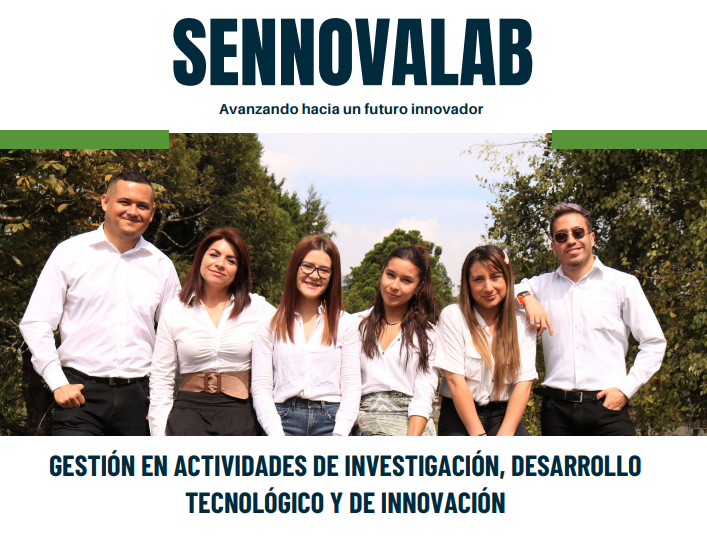 SENNOVALAB
Avanzando hacia un futuro innovador
GESTIÓN EN ACTIVIDADES DE INVESTIGACIÓN, DESARROLLO
TECNOLÓGICO Y DE INNOVACIÓN